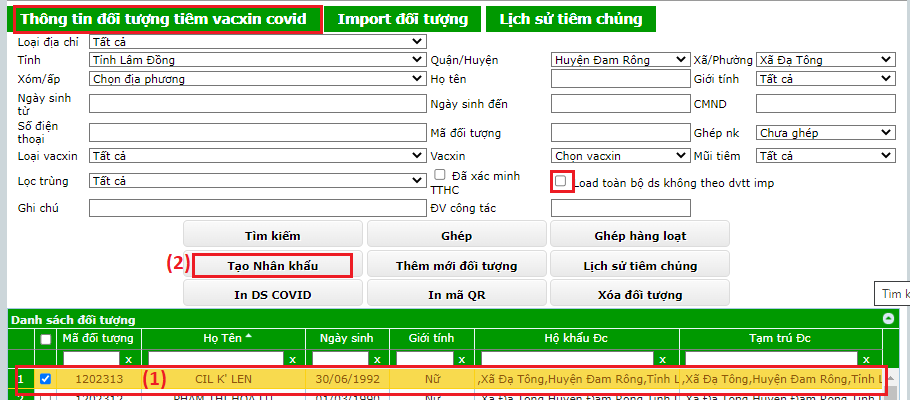 Thông tin đối tượng tiêm vacxin covid Import đối tượng Lịch sử tiêm chủng
Loại địa chỉ Tất cả
Tỉnh Tỉnh Lâm Đồng Quận/Huyện Huyện Đam Rông Xã/Phường Xã Đạ Tông
Xóm/ấp Chọn địa phương Họ tên Giới tính Tất cả
Ngày sinh từ Ngày sinh đến CMND
Số điện thoại Mã đối tượng Ghép nk Chưa ghép
Loại vacxin Tất cả Vacxin Chọn vacxin Mũi tiêm Tất cả
Lọc trùng Tất cả Đã xác minh TTHC Load toàn bộ ds không theo dvtt imp
Ghi chú ĐV công tác
Tìm kiếm Ghép Ghép hàng loạt
(2) Tạo Nhân khẩu Thêm mới đối tượng Lịch sử tiêm chủng
In DS COVID In mã QR Xóa đối tượng
Tìm k
Danh sách đối tượng
Mã đối tượng Họ Tên Ngày sinh Giới tính Hộ khẩu Đc Tạm trú Đc
x x x x x x
1 1202313 (1) CIL K' LEN 30/06/1992 Nữ ,Xã Đạ Tông,Huyện Đam Rông,Tỉnh L ,Xã Đạ Tông,Huyện Đam Rông,Tỉnh L
2 1202312 PHẠM THỊ HOA LÝ 01/03/1990 Nữ ,Xã Đạ Tông,Huyện Đam Rông,Tỉnh L ,Xã Đạ Tông,Huyện Đam Rông,Tỉnh L